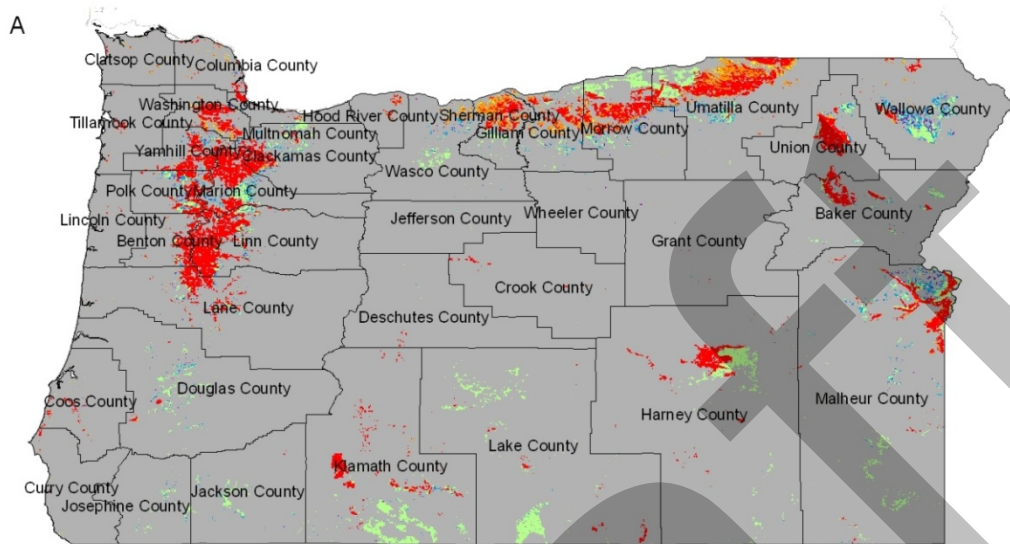 A
Clatsop County
Columbia County
Washington County
Tillamook County
Hood River County
Multnomah County
Sherman County
Gilliam County
Morrow County
Umatilla County
Wallowa County
Union County
Yamhill County
Clackamas County
Wasco County
Polk County
Marion County
Lincoln County
Jefferson County
Wheeler County
Grant County
Baker County
Benton County
Linn County
Crook County
Lane County
Deschutes County
Douglas County
Coos County
Harney County
Malheur County
Lake County
Klamath County
Curry County
Josephine County
Jackson County